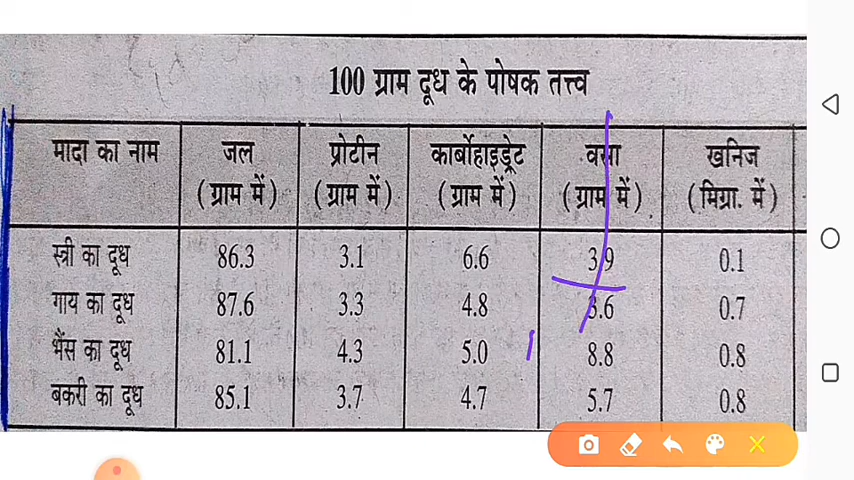 100 ग्राम दूध के पोषक तत्त्व
मादा का नाम जल प्रोटीन कार्बोहाइड्रेट वसा खनिज
(ग्राम में) (ग्राम में) (ग्राम में) (ग्राम में) (मिग्रा. में)
स्त्री का दूध 86.3 3.1 6.6 3.9 0.1
गाय का दूध 87.6 3.3 4.8 3.6 0.7
भैंस का दूध 81.1 4.3 5.0 8.8 0.8
बकरी का दूध 85.1 3.7 4.7 5.7 0.8